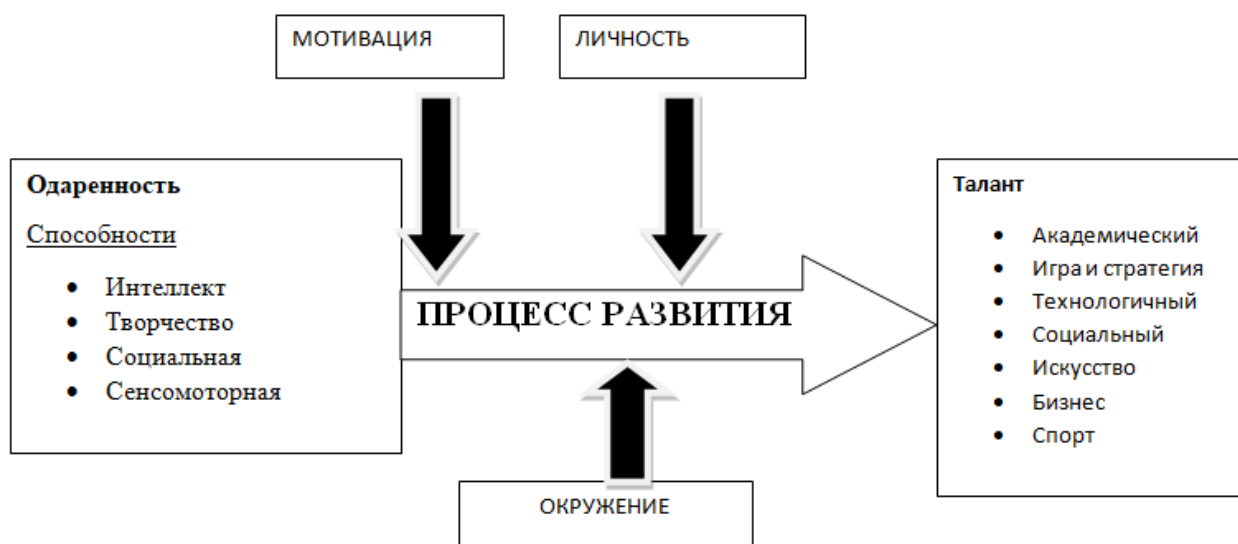 МОТИВАЦИЯ
ЛИЧНОСТЬ
Одаренность
Способности
• Интеллект
• Творчество
• Социальная
• Сенсомоторная
ПРОЦЕСС РАЗВИТИЯ
Талант
• Академический
• Игра и стратегия
• Технологичный
• Социальный
• Искусство
• Бизнес
• Спорт
ОКРУЖЕНИЕ